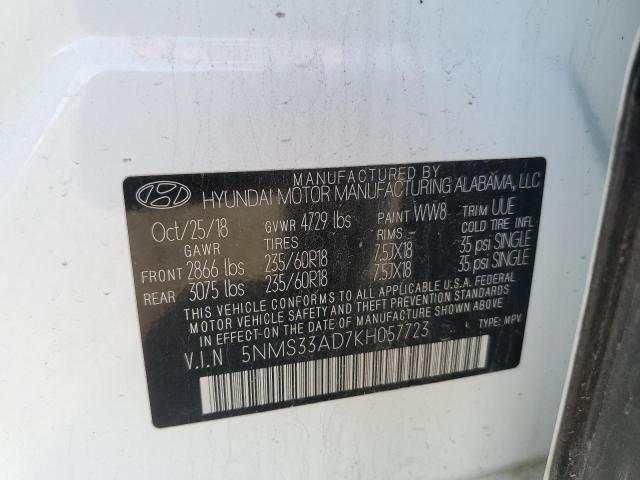 MANUFACTURED BY
HYUNDAI MOTOR MANUFACTURING ALABAMA, LLC
Oct/25/18 GVWR 4729 lbs PAINT WW8 TRIM UUE
GAWR TIRES RIMS COLD TIRE INFL
FRONT 2866 lbs 235/60R18 7.5JX18 35 psi SINGLE
REAR 3075 lbs 235/60R18 7.5JX18 35 psi SINGLE
THIS VEHICLE CONFORMS TO ALL APPLICABLE U.S.A. FEDERAL
MOTOR VEHICLE SAFETY, BUMPER, AND THEFT PREVENTION
STANDARDS IN EFFECT ON THE DATE OF MANUFACTURE SHOWN ABOVE
V.I.N 5NMS33AD7KH057723 TYPE: MPV